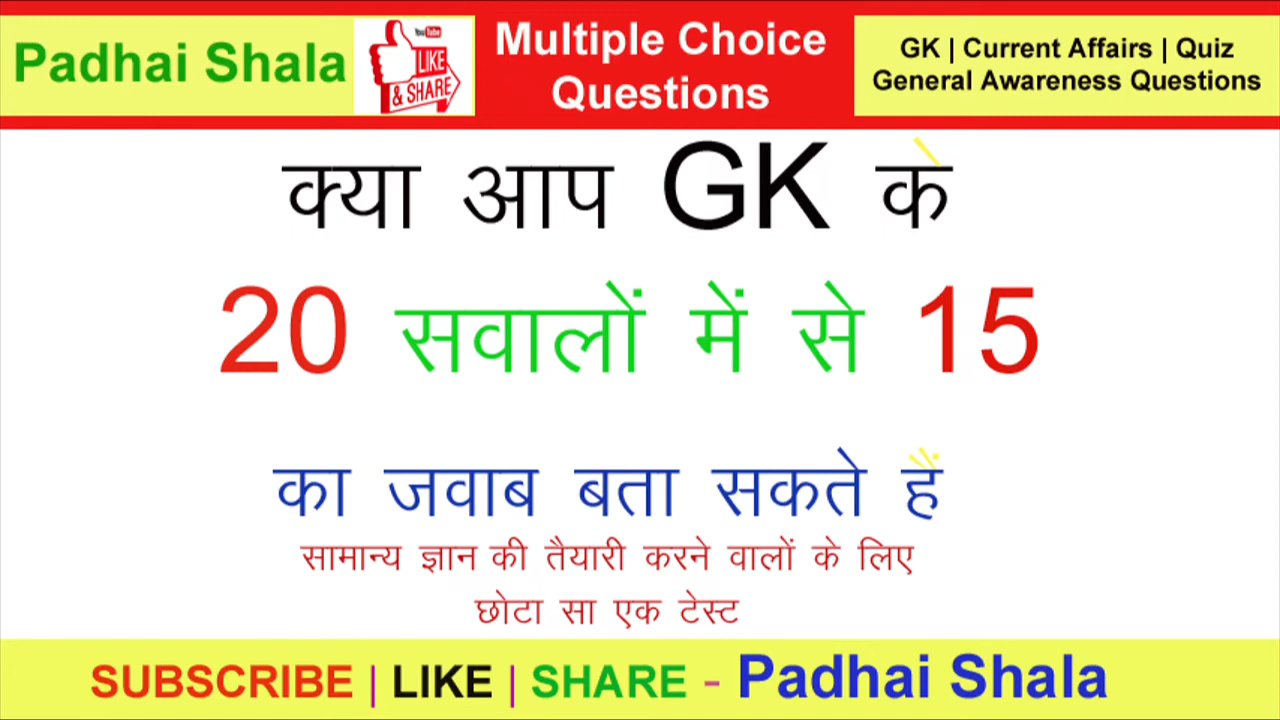 Padhai Shala
YouTube
LIKE
& SHARE
Multiple Choice
Questions
GK | Current Affairs | Quiz
General Awareness Questions
क्या आप GK के
20 सवालों में से 15
का जवाब बता सकते हैं
सामान्य ज्ञान की तैयारी करने वालों के लिए
छोटा सा एक टेस्ट
SUBSCRIBE | LIKE | SHARE - Padhai Shala